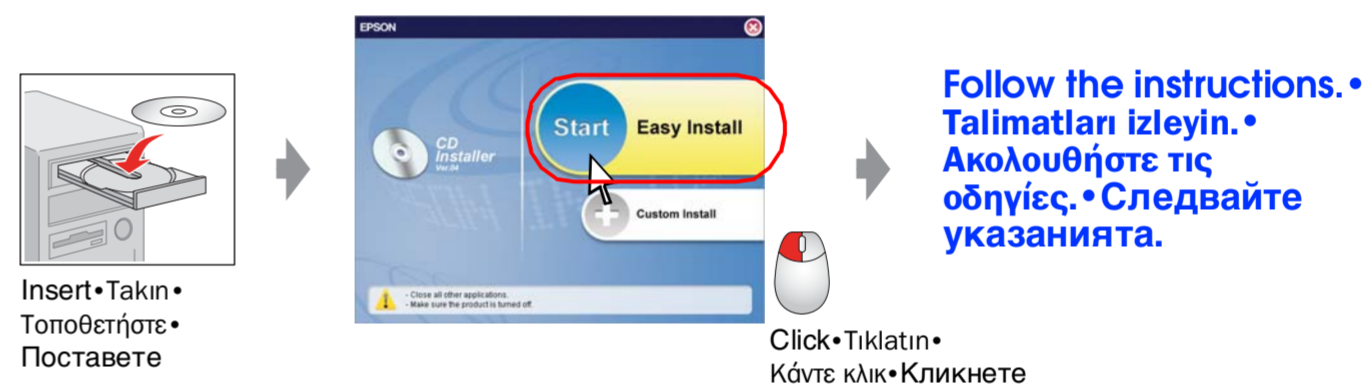 Insert•Takın•
Τοποθετήστε•
Поставете
EPSON
CD
Installer
Ver.04
Start
Easy Install
Custom Install
- Close all other applications.
- Make sure the product is turned off.
Click•Tıklatın•
Κάντε κλικ•Кликнете
Follow the instructions.•
Talimatları izleyin.•
Ακολουθήστε τις
οδηγίες.•Следвайте
указанията.